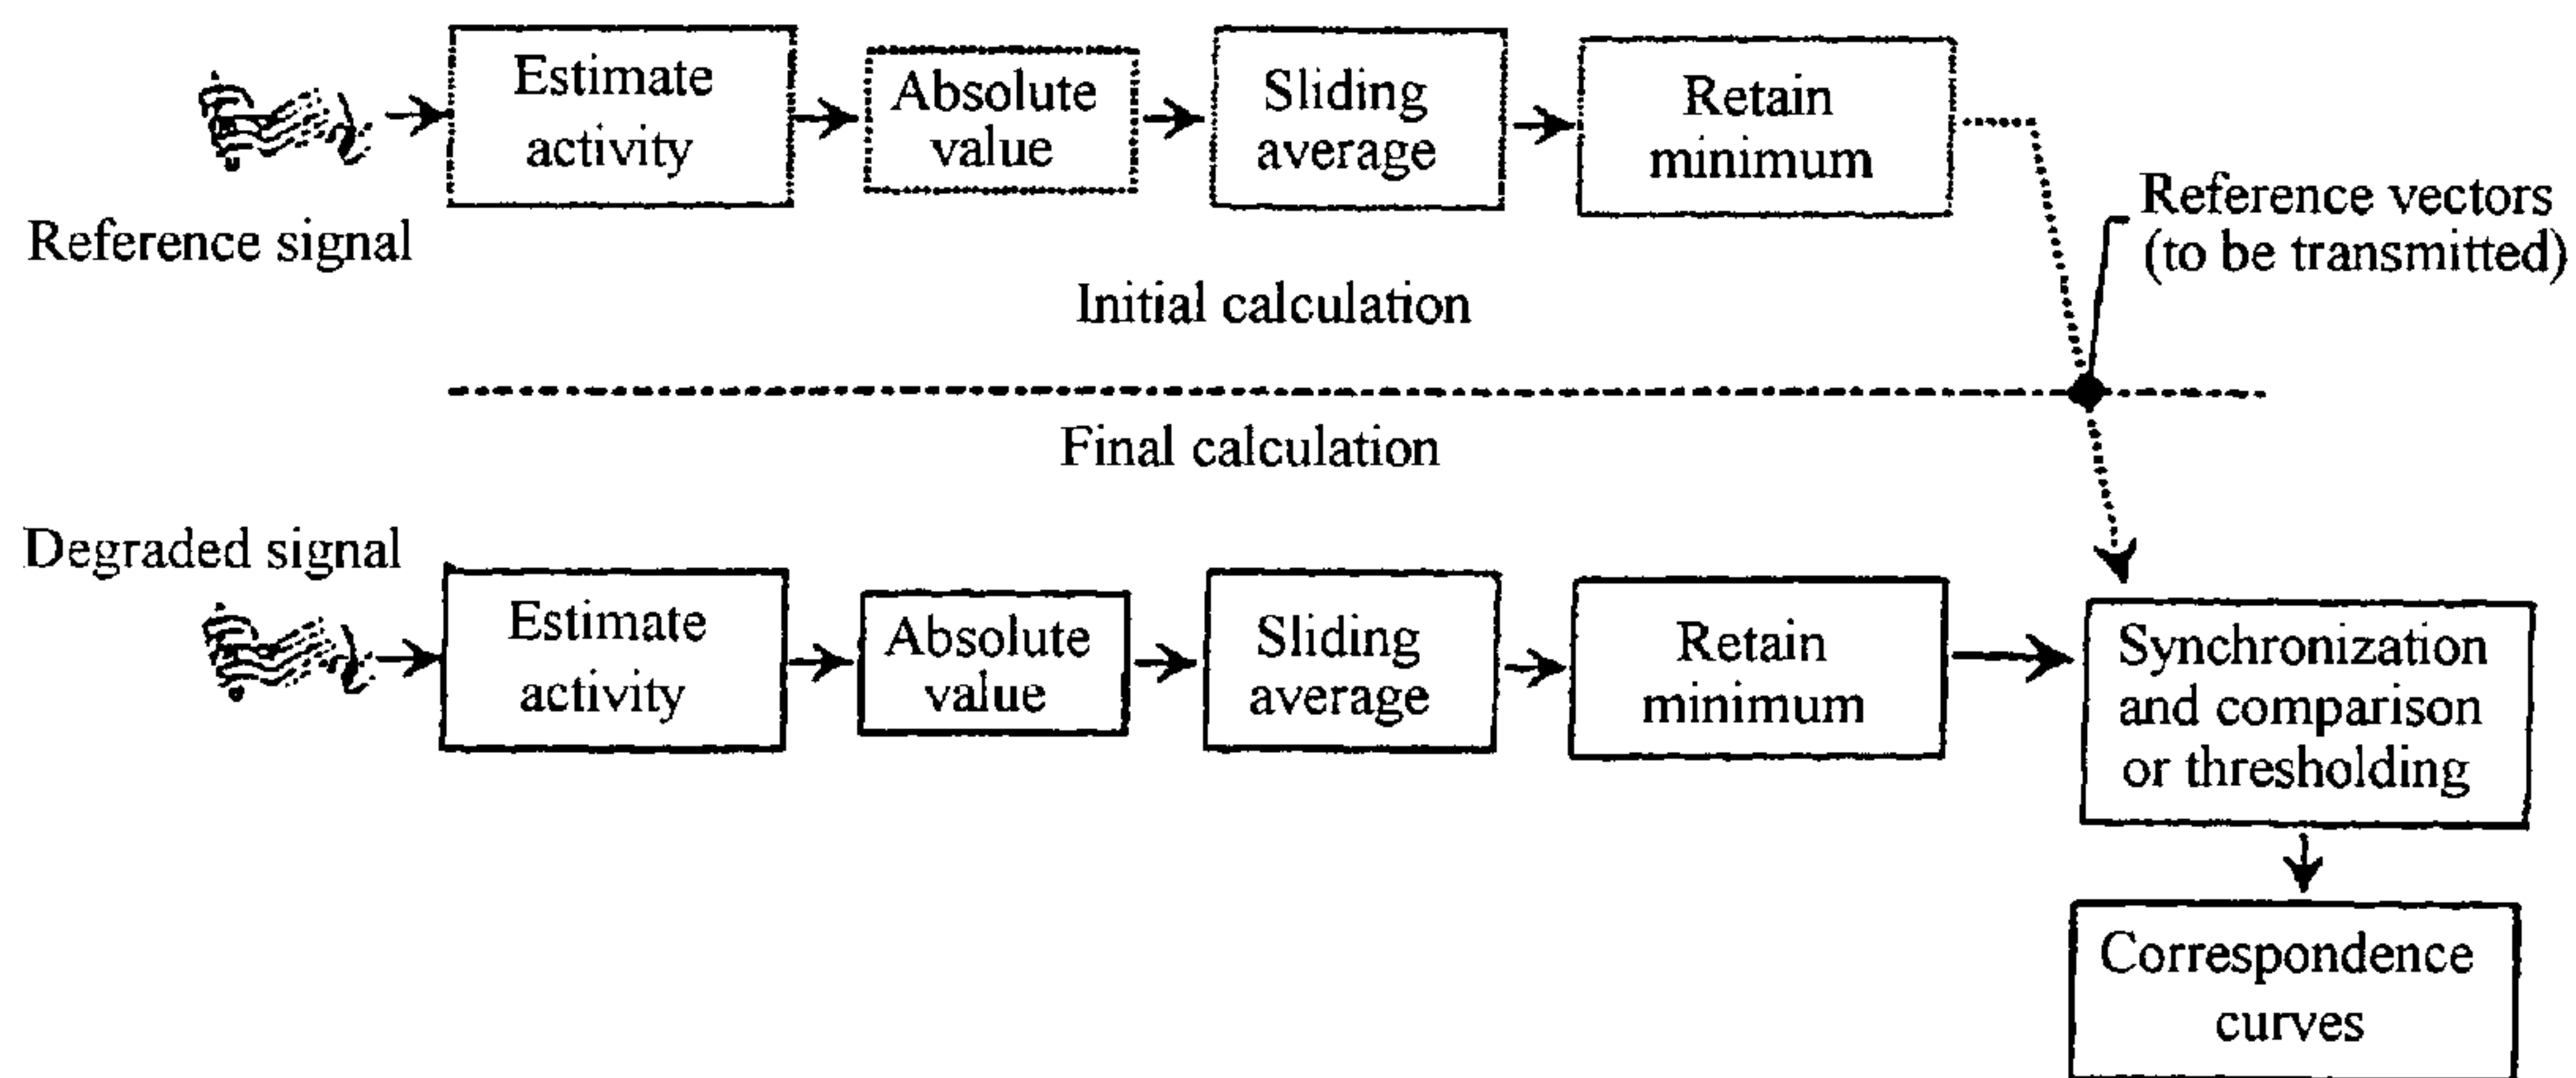 Estimate
activity
Absolute
value
Sliding
average
Retain
minimum
Reference signal
Reference vectors
(to be transmitted)
Initial calculation
Final calculation
Degraded signal
Estimate
activity
Absolute
value
Sliding
average
Retain
minimum
Synchronization
and comparison
or thresholding
Correspondence
curves